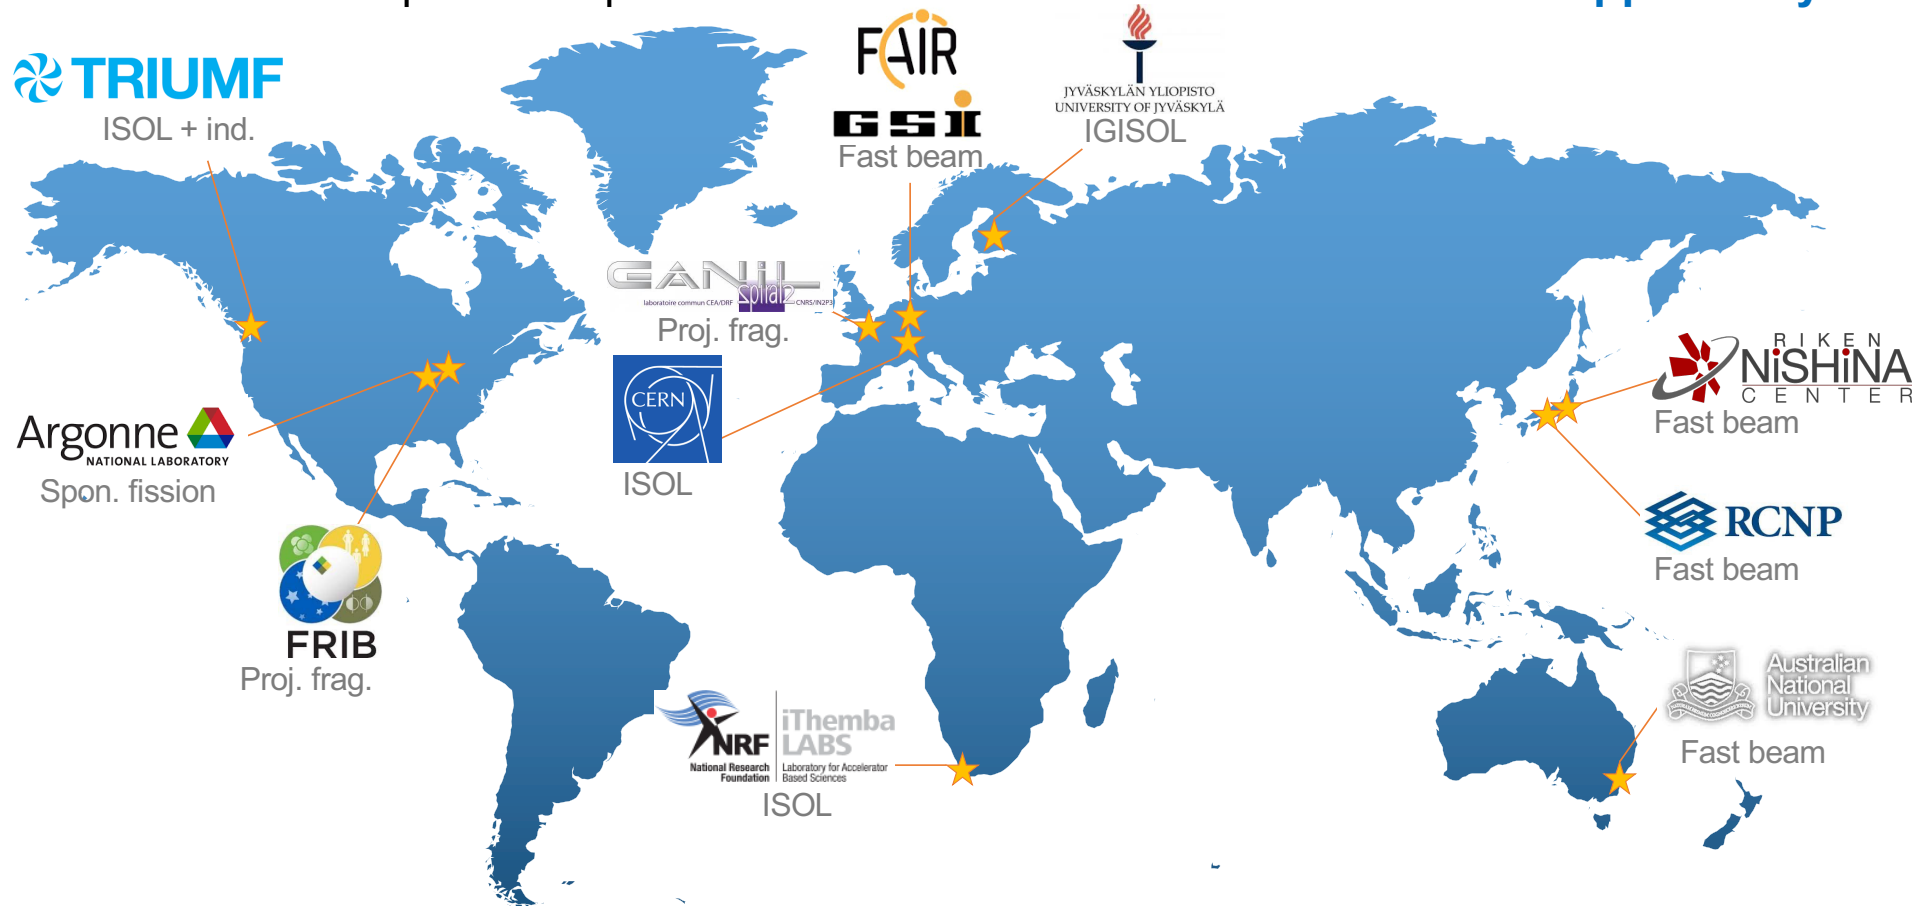 TRIUMF
ISOL + ind.
FAIR
GSI
Fast beam
JYVÄSKYLÄN YLIOPISTO
UNIVERSITY OF JYVÄSKYLÄ
IGISOL
GANIL
laboratoire commun CEA/DRF
spiral2
CNRS/IN2P3
Proj. frag.
CERN
ISOL
RIKEN
NiSHiNA
CENTER
Fast beam
Argonne
NATIONAL LABORATORY
Spon. fission
RCNP
Fast beam
FRIB
Proj. frag.
NRF
National Research
Foundation
iThemba
LABS
Laboratory for Accelerator
Based Sciences
ISOL
Australian
National
University
Fast beam